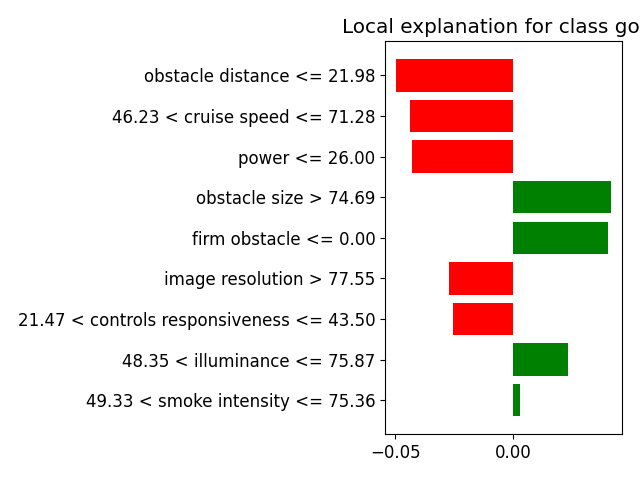 Local explanation for class go
obstacle distance <= 21.98
46.23 < cruise speed <= 71.28
power <= 26.00
obstacle size > 74.69
firm obstacle <= 0.00
image resolution > 77.55
21.47 < controls responsiveness <= 43.50
48.35 < illuminance <= 75.87
49.33 < smoke intensity <= 75.36
−0.05 0.00